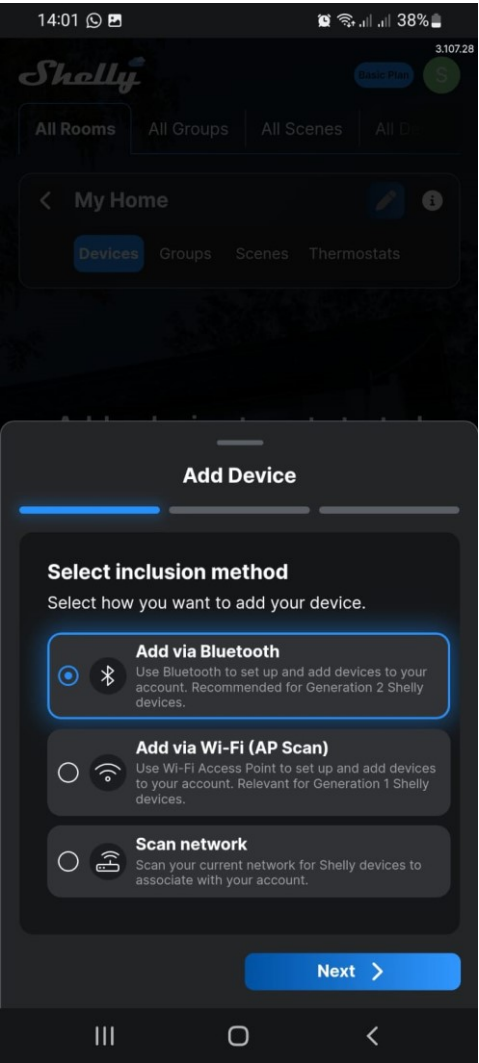 14:01
38%
3.107.28
Shelly
Basic Plan
S
All Rooms
All Groups
All Scenes
All De
My Home
Devices
Groups
Scenes
Thermostats
Add Device
Select inclusion method
Select how you want to add your device.
Add via Bluetooth
Use Bluetooth to set up and add devices to your
account. Recommended for Generation 2 Shelly
devices.
Add via Wi-Fi (AP Scan)
Use Wi-Fi Access Point to set up and add devices
to your account. Relevant for Generation 1 Shelly
devices.
Scan network
Scan your current network for Shelly devices to
associate with your account.
Next